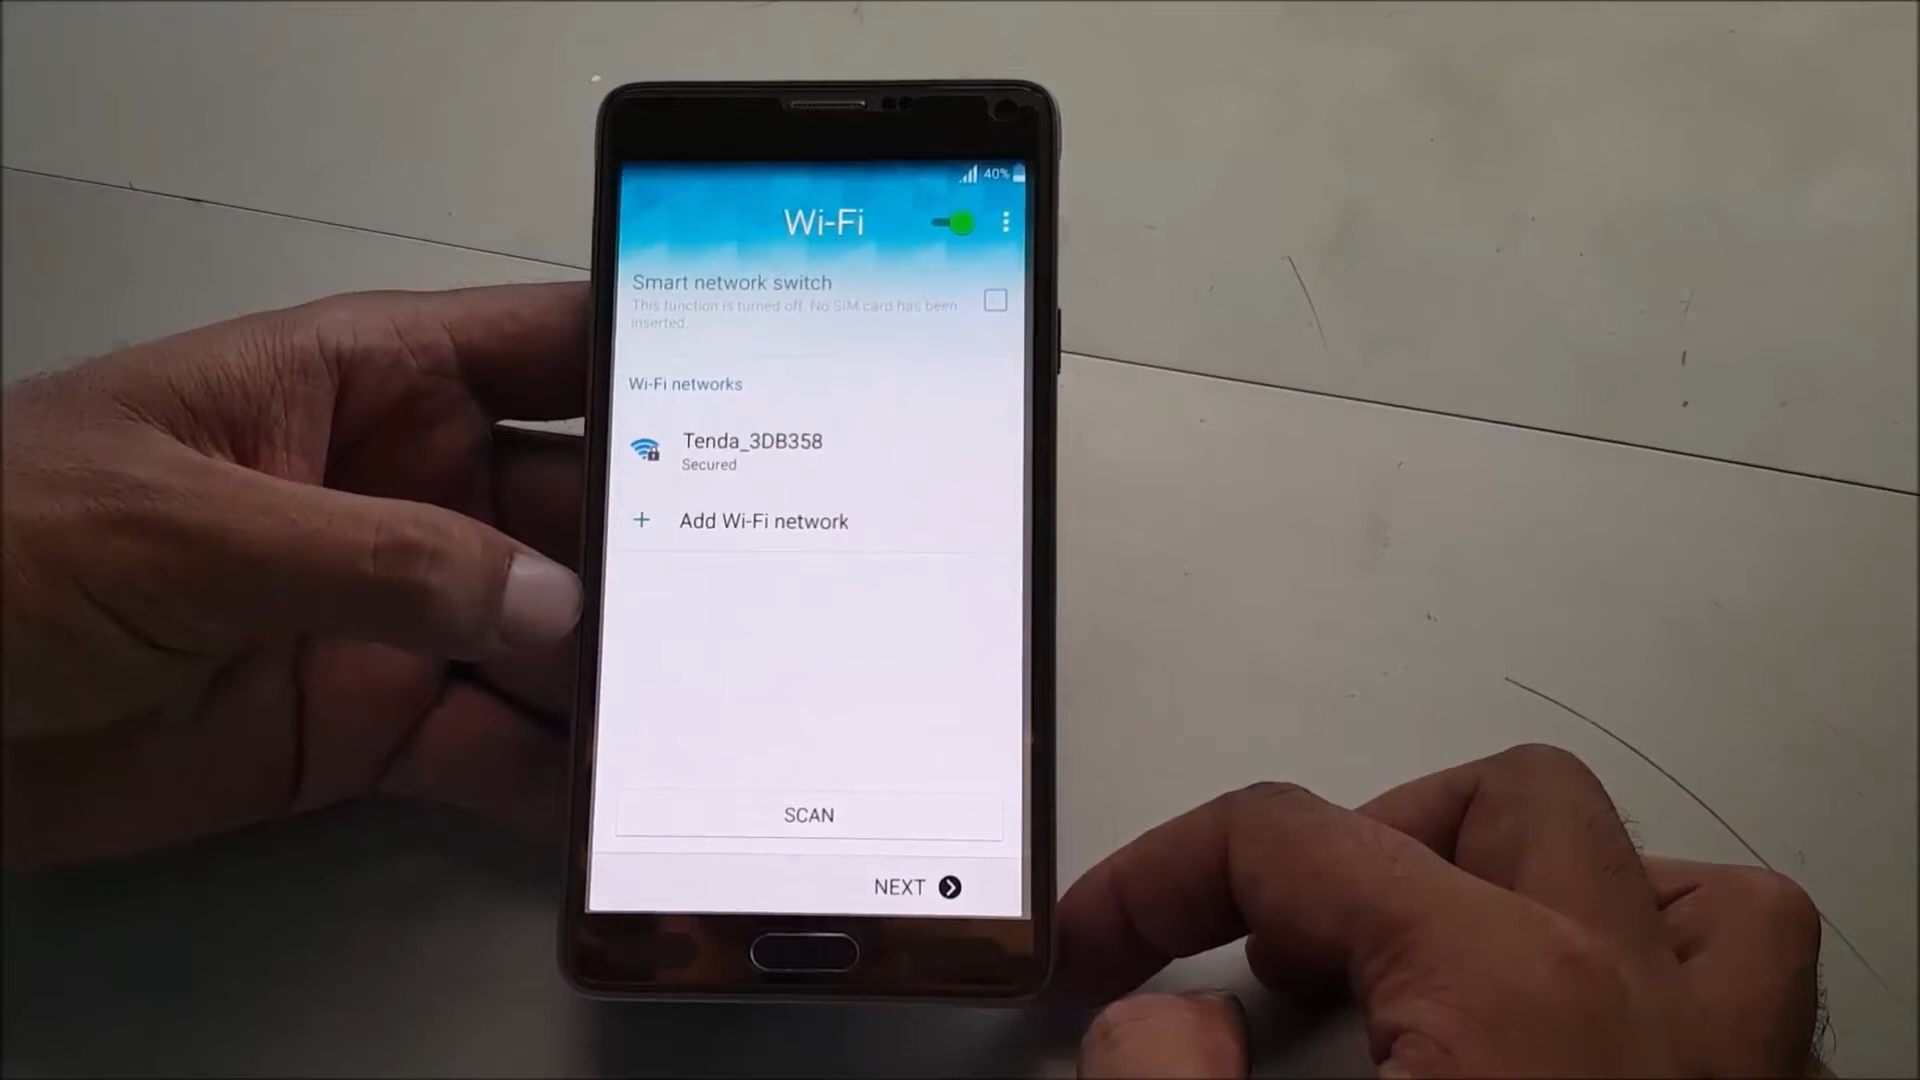 40%
Wi-Fi
Smart network switch
This function is turned off. No SIM card has been
inserted.
Wi-Fi networks
Tenda_3DB358
Secured
Add Wi-Fi network
SCAN
NEXT